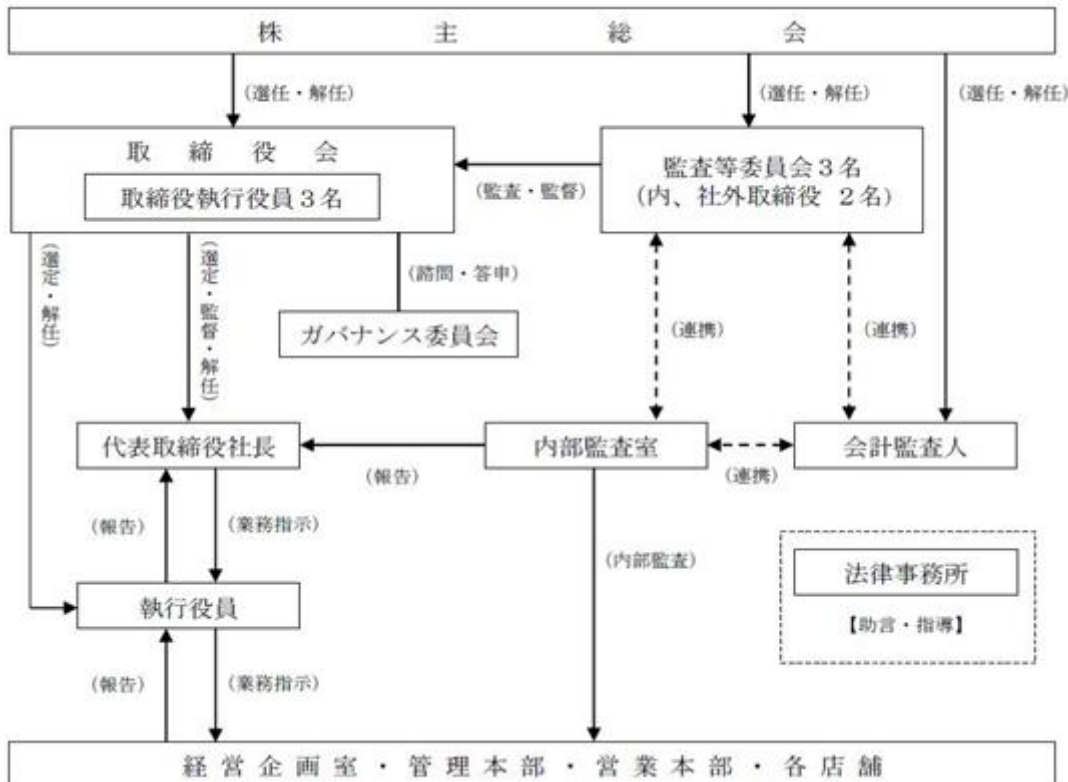 株主総会
(選任・解任)
(選任・解任)
(選任・解任)
取締役会
取締役執行役員3名
(監査・監督)
監査等委員会3名
(内、社外取締役 2名)
(選定・解任)
(選定・監督・解任)
(諮問・答申)
ガバナンス委員会
(連携)
(連携)
代表取締役社長
(報告)
内部監査室
(連携)
会計監査人
(報告)
(業務指示)
(内部監査)
執行役員
法律事務所
【助言・指導】
(報告)
(業務指示)
経営企画室・管理本部・営業本部・各店舗